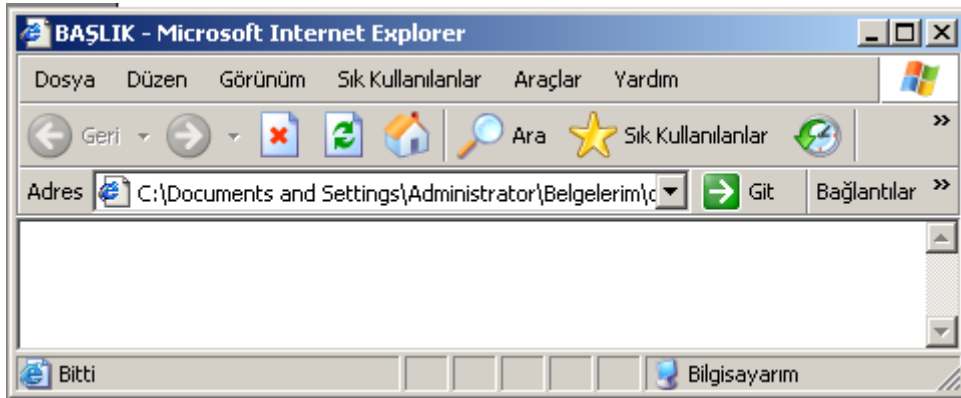 BAŞLIK - Microsoft Internet Explorer
Dosya Düzen Görünüm Sık Kullanılanlar Araçlar Yardım
Geri Ara Sık Kullanılanlar »
Adres C:\Documents and Settings\Administrator\Belgelerim\ Git Bağlantılar »
Bitti Bilgisayarım